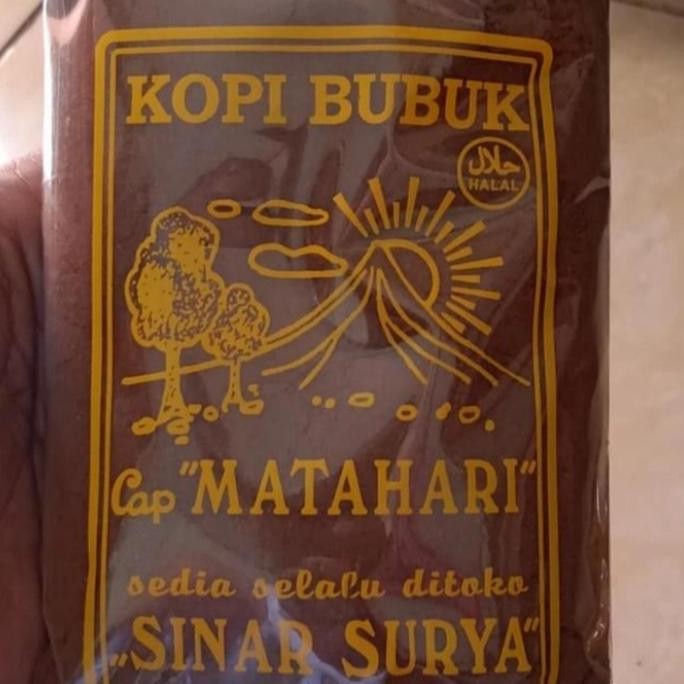 KOPI BUBUK
حلال
HALAL
Cap "MATAHARI"
sedia selalu ditoko
„SINAR SURYA"